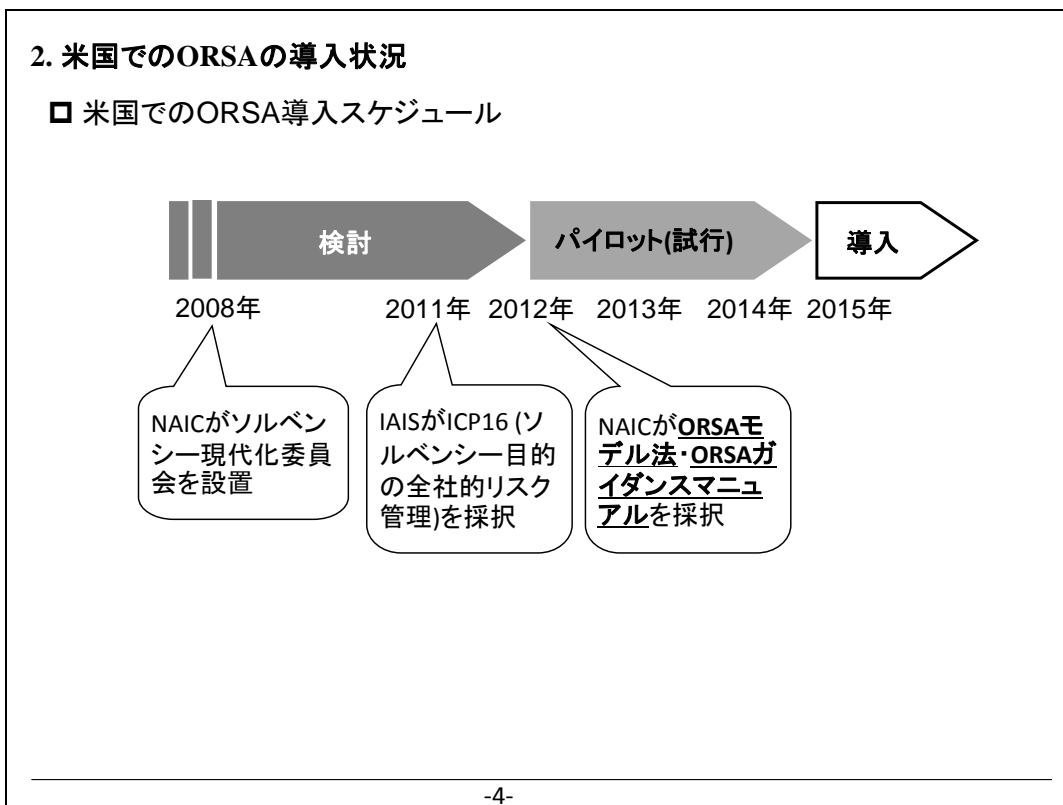 2. 米国でのORSAの導入状況
米国でのORSA導入スケジュール
検討
パイロット(試行)
導入
2008年
2011年
2012年
2013年
2014年
2015年
NAICがソルベン
シー現代化委員
会を設置
IAISがICP16 (ソ
ルベンシー目的
の全社的リスク
管理)を採択
NAICがORSAモ
デル法・ORSAガ
イダンスマニュ
アルを採択
-4-